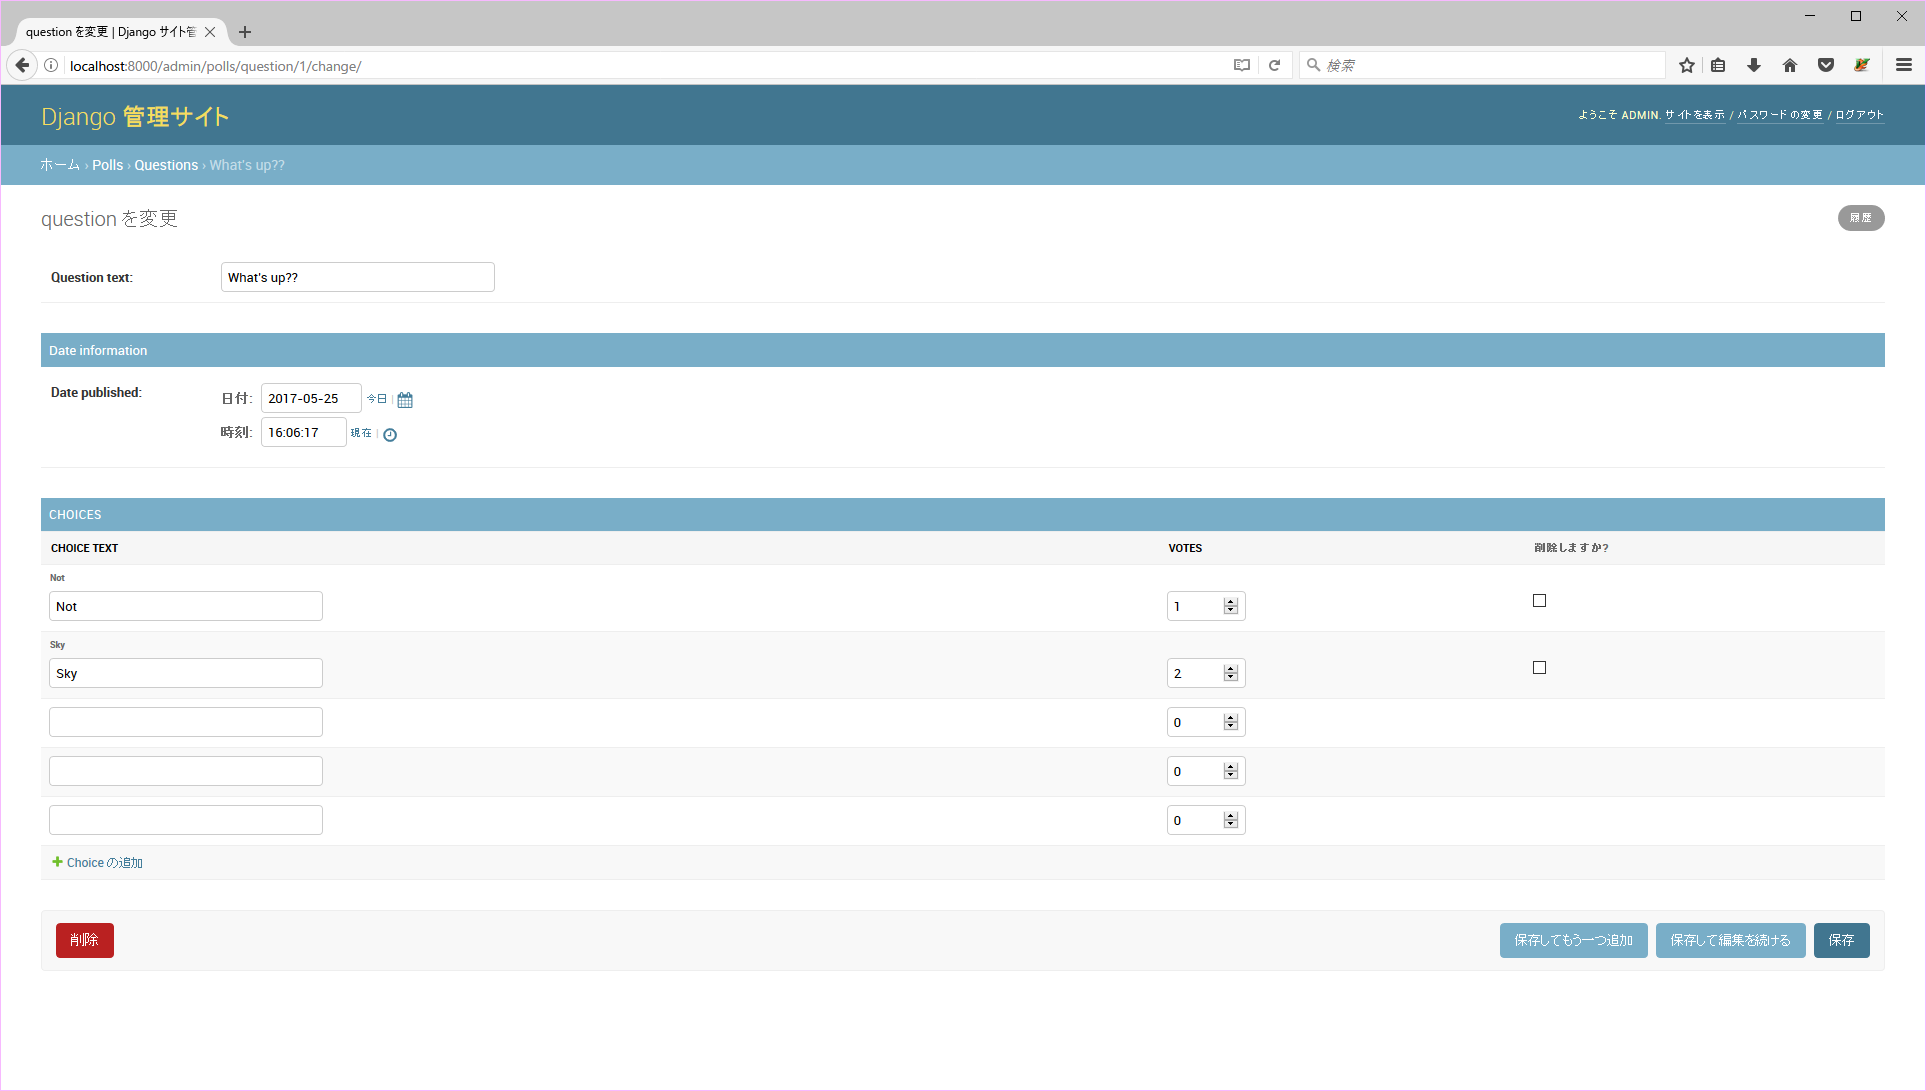 question を変更 | Django サイト管
localhost:8000/admin/polls/question/1/change/
検索
Django 管理サイト
ようこそ ADMIN. サイトを表示 / パスワードの変更 / ログアウト
ホーム › Polls › Questions › What's up??
question を変更
履歴
Question text: What's up??
Date information
Date published: 日付: 2017-05-25 今日 |
時刻: 16:06:17 現在 |
CHOICES
CHOICE TEXT VOTES 削除しますか?
Not
Not 1
Sky
Sky 2
0
0
0
Choice の追加
削除 保存してもう一つ追加 保存して編集を続ける 保存